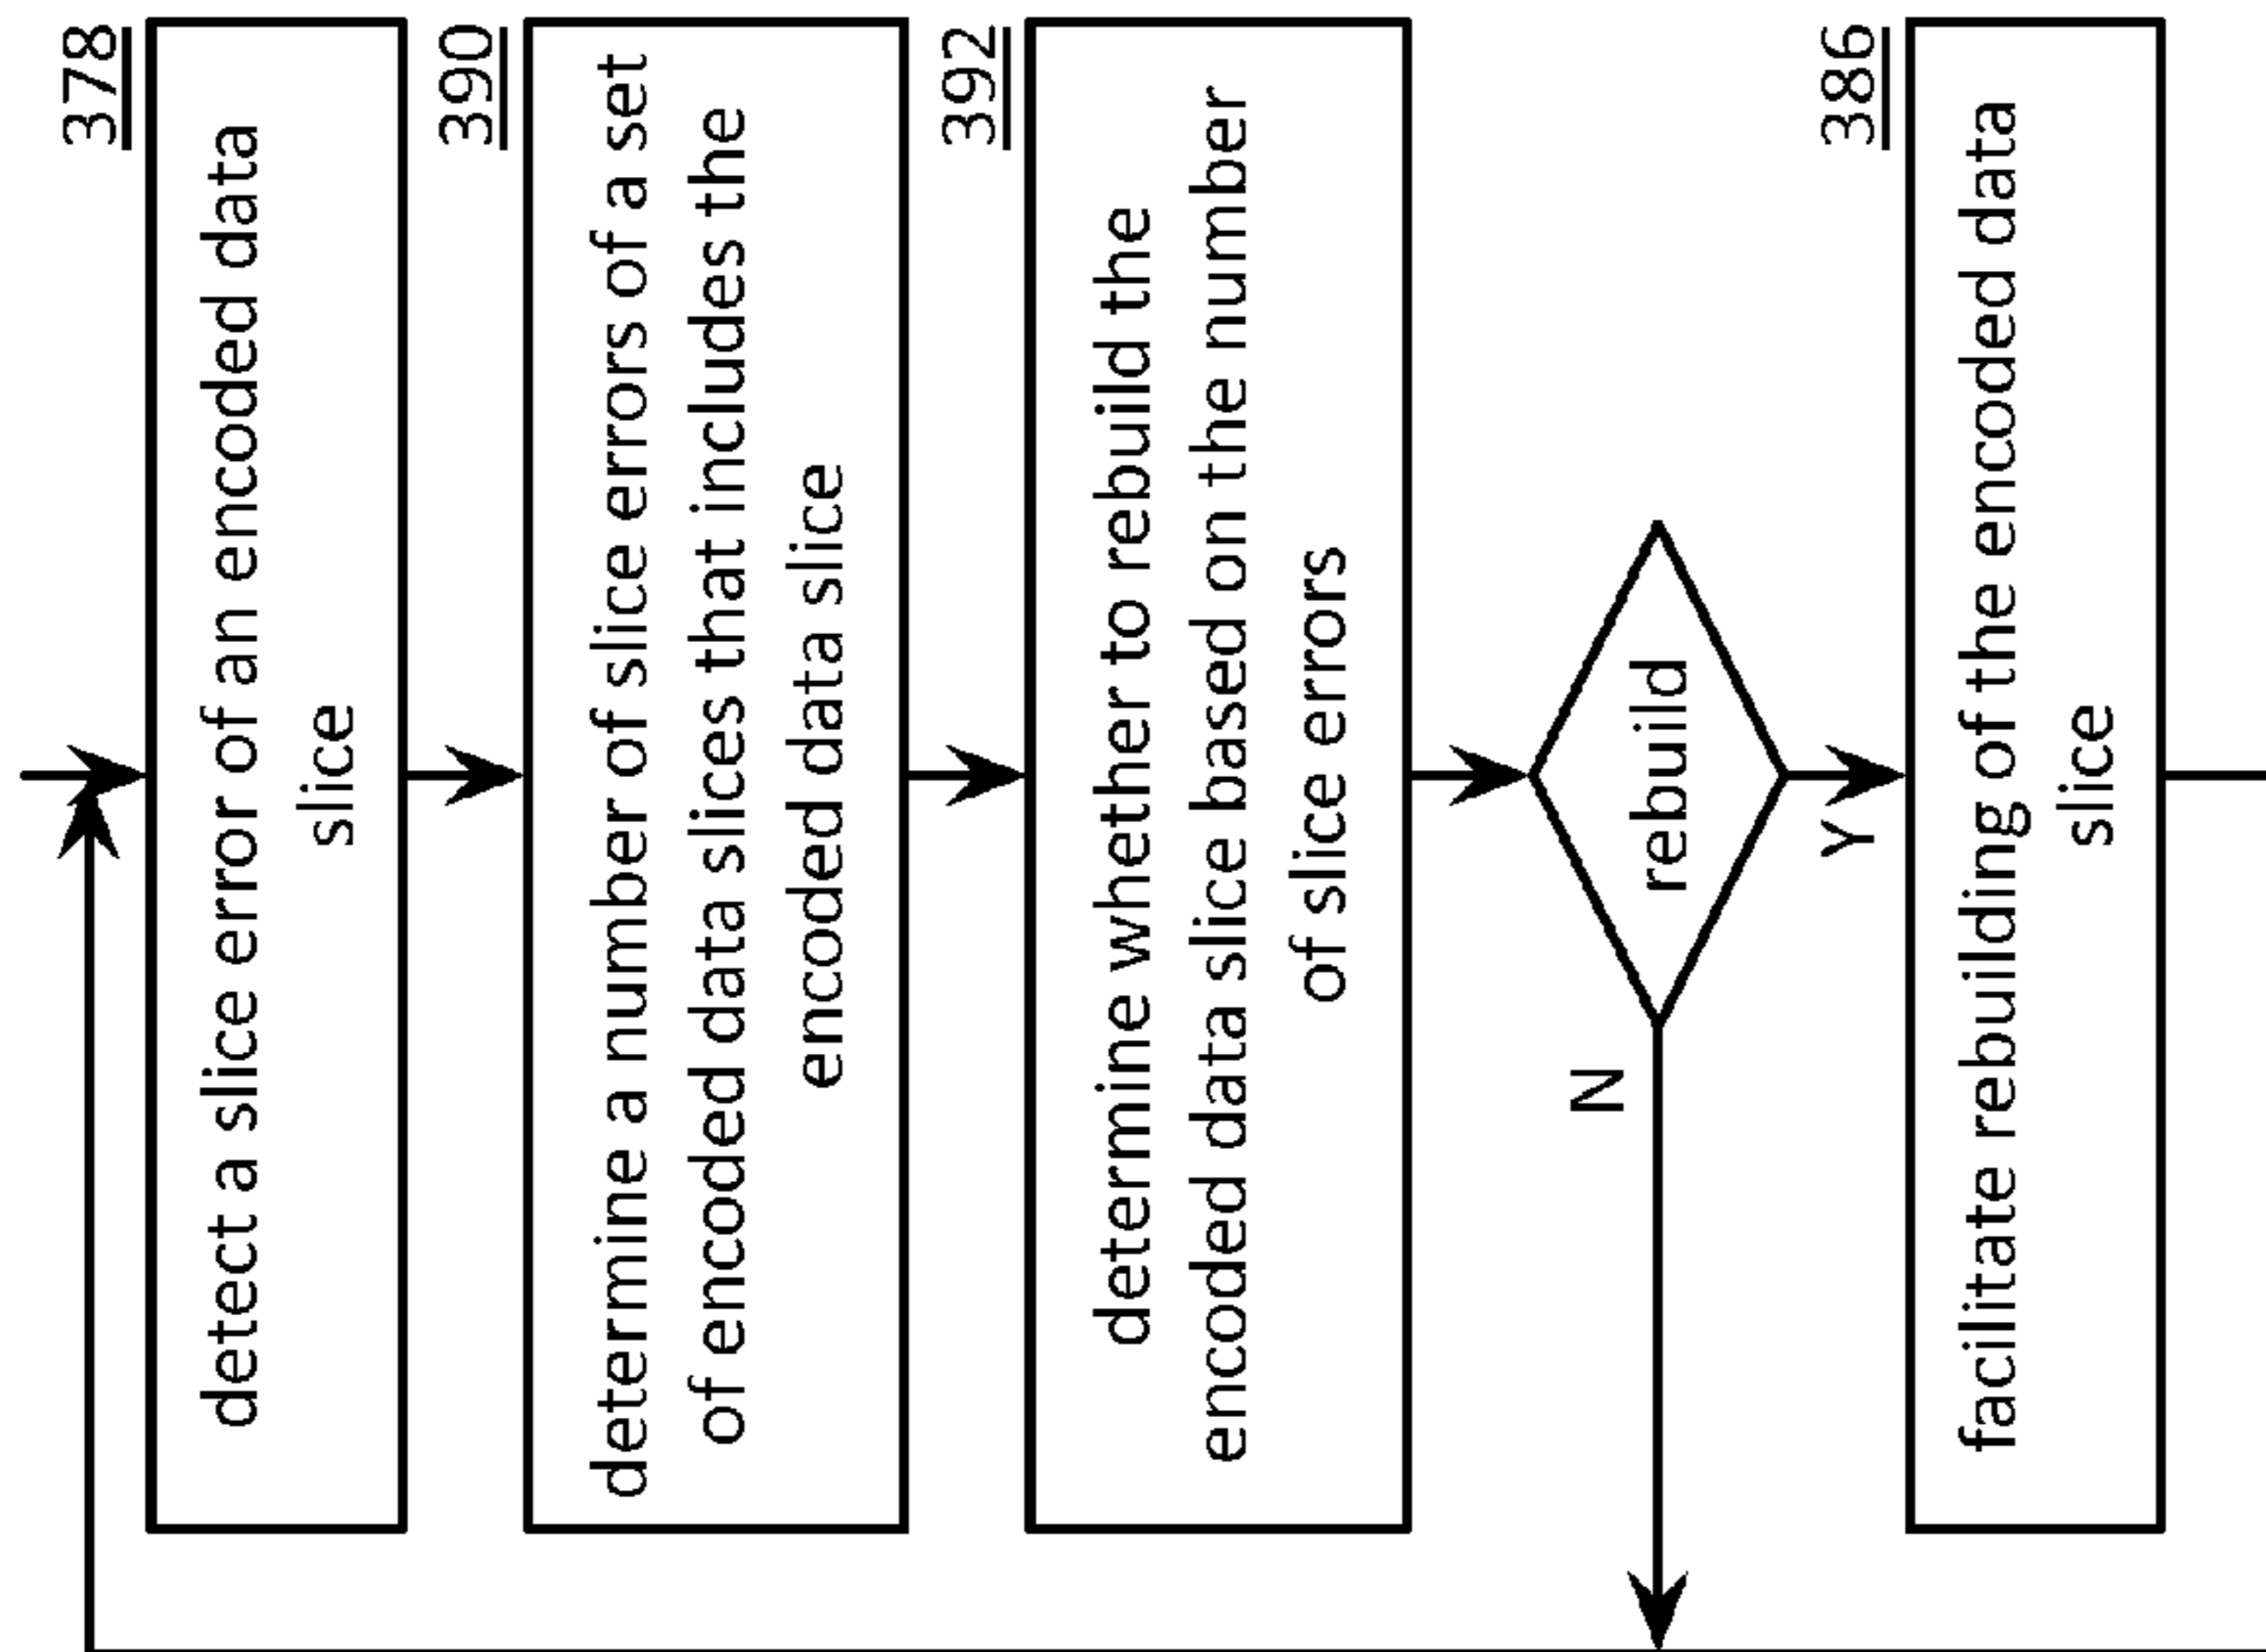 378
detect a slice error of an encoded data
slice
390
determine a number of slice errors of a set
of encoded data slices that includes the
encoded data slice
392
determine whether to rebuild the
encoded data slice based on the number
of slice errors
rebuild
N
Y
386
facilitate rebuilding of the encoded data
slice